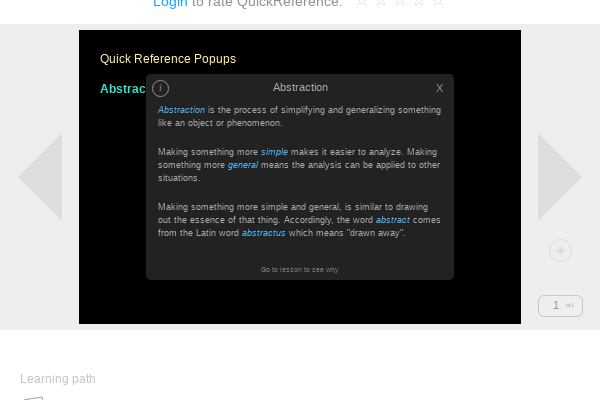 Login to rate QuickReference.
Quick Reference Popups
Abstrac
i
Abstraction
X
Abstraction is the process of simplifying and generalizing something
like an object or phenomenon.
Making something more simple makes it easier to analyze. Making
something more general means the analysis can be applied to other
situations.
Making something more simple and general, is similar to drawing
out the essence of that thing. Accordingly, the word abstract comes
from the Latin word abstractus which means "drawn away".
Go to lesson to see why
1
Learning path